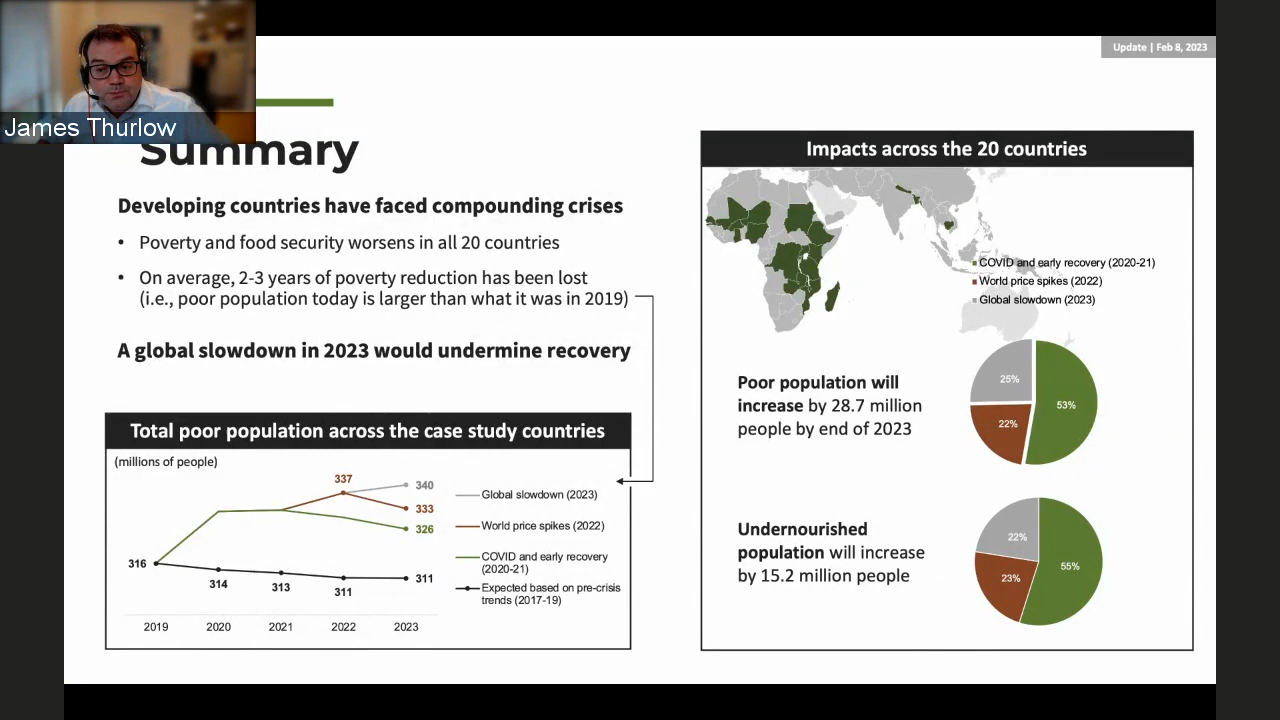 James Thurlow
Update | Feb 8, 2023
Summary
Developing countries have faced compounding crises
• Poverty and food security worsens in all 20 countries
• On average, 2-3 years of poverty reduction has been lost
(i.e., poor population today is larger than what it was in 2019)
A global slowdown in 2023 would undermine recovery
Total poor population across the case study countries
(millions of people)
337
340
333
326
316
314
313
311
311
2019 2020 2021 2022 2023
Global slowdown (2023)
World price spikes (2022)
COVID and early recovery
(2020-21)
Expected based on pre-crisis
trends (2017-19)
Impacts across the 20 countries
COVID and early recovery (2020-21)
World price spikes (2022)
Global slowdown (2023)
Poor population will
increase by 28.7 million
people by end of 2023
25%
53%
22%
Undernourished
population will increase
by 15.2 million people
22%
55%
23%